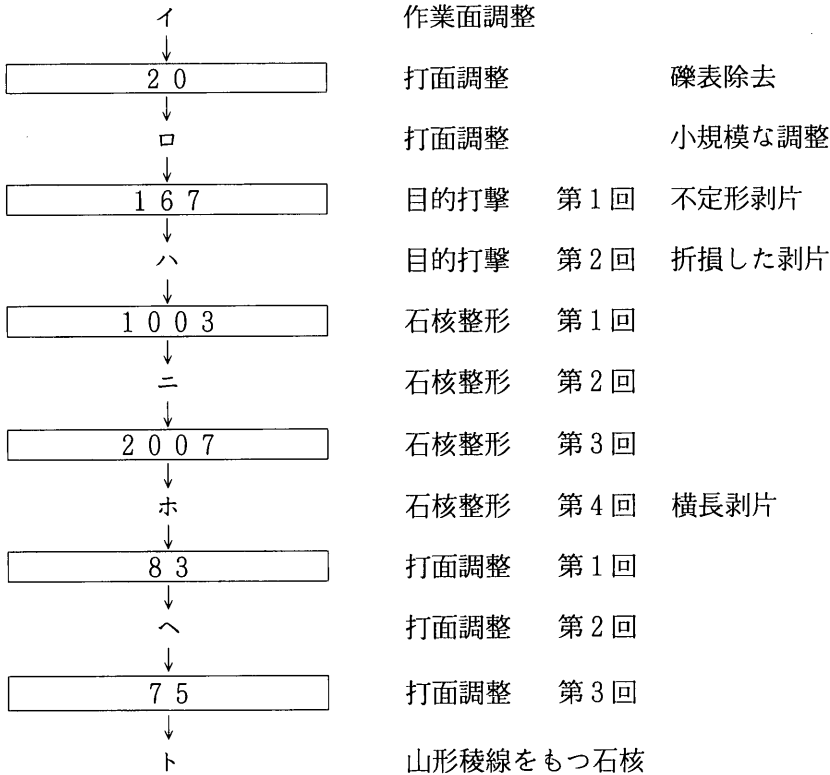 イ 作業面調整
↓
20 打面調整 礫表除去
↓
ロ 打面調整 小規模な調整
↓
167 目的打撃 第1回 不定形剥片
↓
ハ 目的打撃 第2回 折損した剥片
↓
1003 石核整形 第1回
↓
ニ 石核整形 第2回
↓
2007 石核整形 第3回
↓
ホ 石核整形 第4回 横長剥片
↓
83 打面調整 第1回
↓
ヘ 打面調整 第2回
↓
75 打面調整 第3回
↓
ト 山形稜線をもつ石核